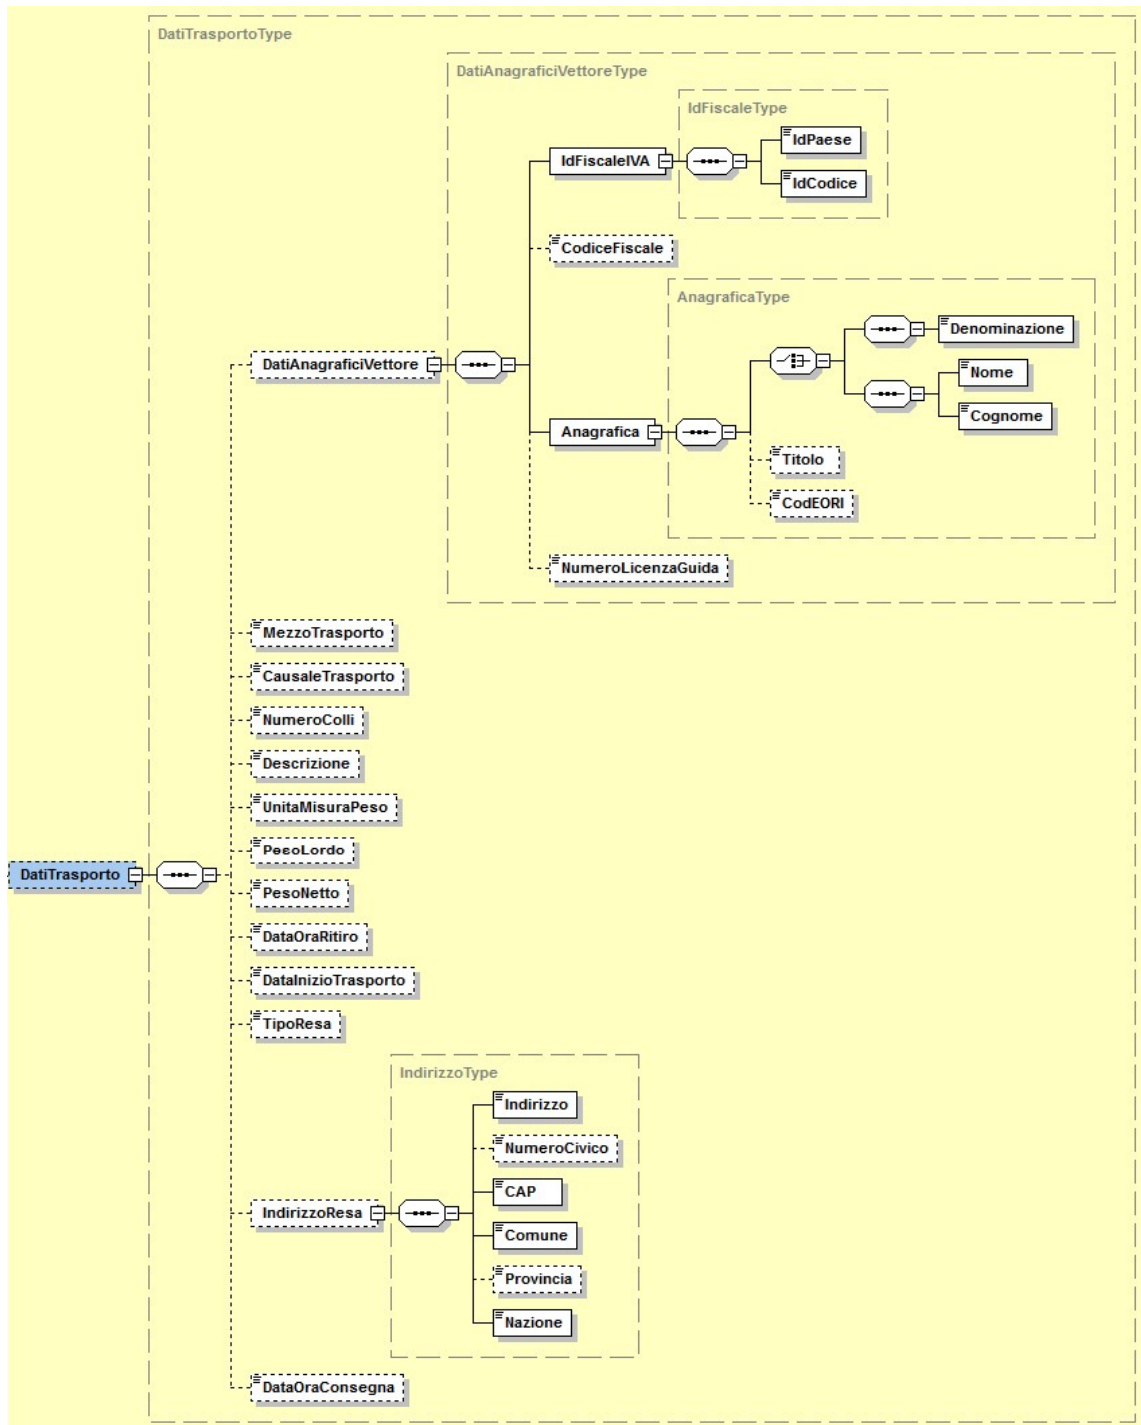 DatiTrasportoType
DatiAnagraficiVettoreType
IdFiscaleType
IdPaese
IdFiscaleIVA
IdCodice
CodiceFiscale
AnagraficaType
Denominazione
DatiAnagraficiVettore
Nome
Cognome
Anagrafica
Titolo
CodEORI
NumeroLicenzaGuida
MezzoTrasporto
CausaleTrasporto
NumeroColli
Descrizione
UnitaMisuraPeso
PesoLordo
DatiTrasporto
PesoNetto
DataOraRitiro
DataInizioTrasporto
TipoResa
IndirizzoType
Indirizzo
NumeroCivico
CAP
IndirizzoResa
Comune
Provincia
Nazione
DataOraConsegna